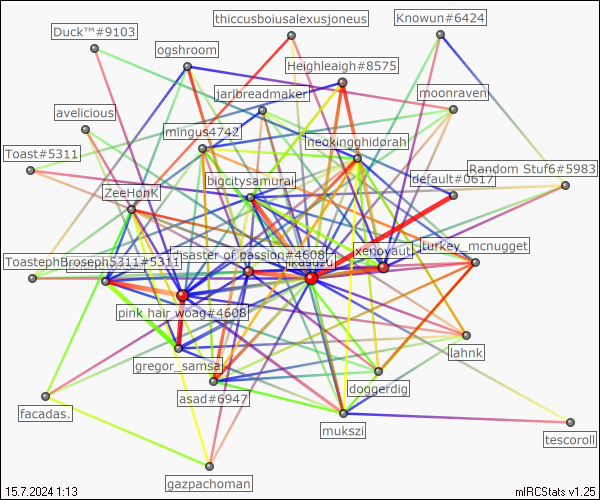 thiccusboiusalexusjoneus
Knowun#6424
Duck™#9103
ogshroom
Heighleaigh#8575
jarlbreadmaker
moonraven
avelicious
mingus4742
neokingghidorah
Toast#5311
Random Stuf6#5983
bigcitysamurai
default#0617
ZeeHonK
turkey_mcnugget
disaster of passion#4608
xenoyaut
ToastephBroseph5311#5311
pink hair woag#4608
lahnk
gregor_samsa
doggerdig
asad#6947
facadas.
mukszi
tescoroll
gazpachoman
15.7.2024 1:13
mIRCStats v1.25